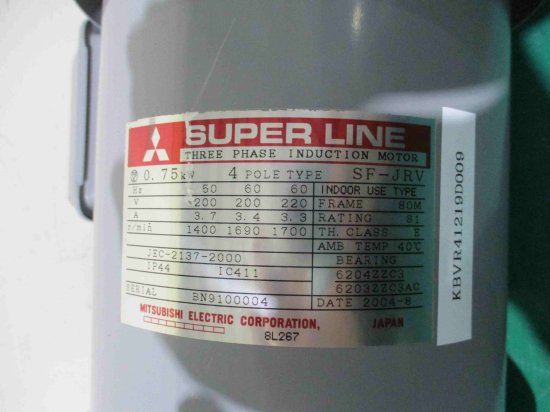 SUPER LINE
THREE PHASE INDUCTION MOTOR
0.75kW 4 POLE TYPE SF-JRV
Hz 50 60 60 INDOOR USE TYPE
V 200 200 220 FRAME 80M
A 3.7 3.4 3.3 RATING S1
r/min 1400 1690 1700 TH. CLASS E
AMB TEMP 40℃
JEC-2137-2000 BEARING
IP44 IC411 6204ZZC3
6203ZZC3AC
SERIAL BN9100004 DATE 2004-8
MITSUBISHI ELECTRIC CORPORATION, JAPAN
8L267
KBVR41219D009